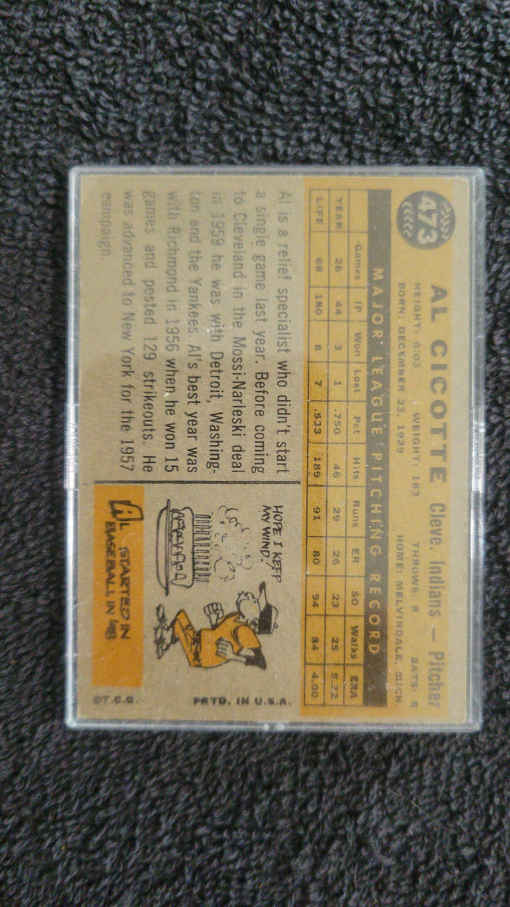 473
AL CICOTTE Cleve. Indians — Pitcher
HEIGHT: WEIGHT: THROWS: R BATS: R
BORN: DECEMBER 23, 1929 HOME: MELVINDALE, MICH.
MAJOR LEAGUE PITCHING RECORD
Games IP Won Lost Pct Hits Runs ER SO Walks ERA
YEAR 26 44 3 1 .750 46 29 26 23 25
LIFE 68 180 8 7 .533 189 91 80 94 84 4.00
Al is a relief specialist who didn't start
a single game last year. Before coming
to Cleveland in the Mossi-Narleski deal
in 1959 he was with Detroit, Washing-
ton and the Yankees. Al's best year was
with Richmond in 1956 when he won 15
games and posted 129 strikeouts. He
was advanced to New York for the 1957
campaign.
HOPE I KEEP
MY WIND!
AL STARTED IN
BASEBALL IN '48
©T.C.G. PRTD. IN U.S.A.